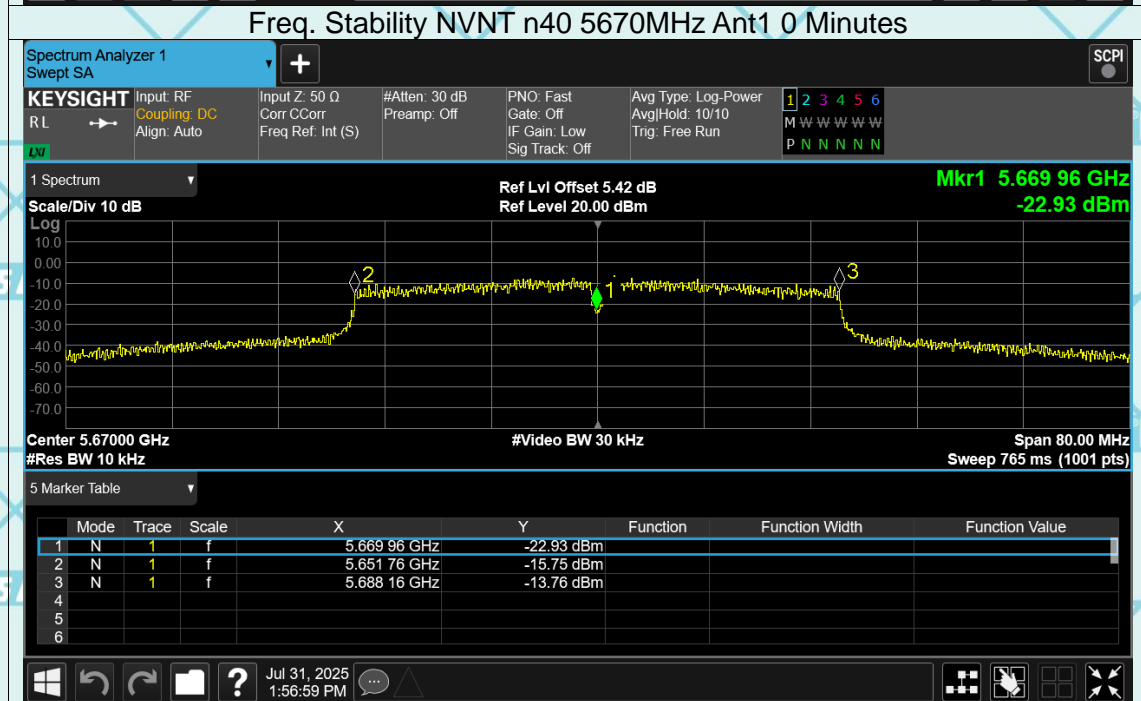 Freq. Stability NVNT n40 5670MHz Ant1 0 Minutes
Spectrum Analyzer 1
Swept SA
+
SCPI
KEYSIGHT
RL
LXI
Input: RF
Coupling: DC
Align: Auto
Input Z: 50 Ω
Corr CCorr
Freq Ref: Int (S)
#Atten: 30 dB
Preamp: Off
PNO: Fast
Gate: Off
IF Gain: Low
Sig Track: Off
Avg Type: Log-Power
Avg|Hold: 10/10
Trig: Free Run
1 2 3 4 5 6
M W W W W W W
P N N N N N N
1 Spectrum
Scale/Div 10 dB
Ref Lvl Offset 5.42 dB
Ref Level 20.00 dBm
Mkr1 5.669 96 GHz
-22.93 dBm
Log
10.0
0.00
-10.0
-20.0
-30.0
-40.0
-50.0
-60.0
-70.0
2
1
3
Center 5.67000 GHz
#Video BW 30 kHz
Span 80.00 MHz
#Res BW 10 kHz
Sweep 765 ms (1001 pts)
5 Marker Table
Mode Trace Scale X Y Function Function Width Function Value
1 N 1 f 5.669 96 GHz -22.93 dBm
2 N 1 f 5.651 76 GHz -15.75 dBm
3 N 1 f 5.688 16 GHz -13.76 dBm
4
5
6
?
Jul 31, 2025
1:56:59 PM